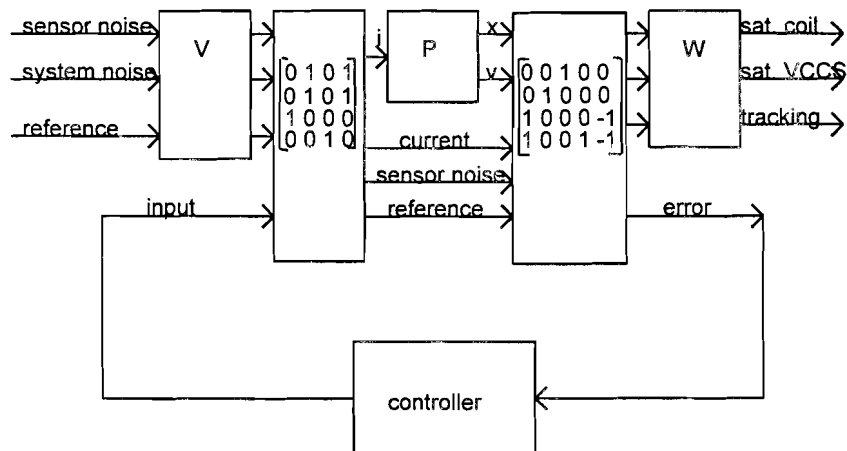 sensor noise
system noise
reference
input
V
0 1 0 1
0 1 0 1
1 0 0 0
0 0 1 0
i
P
x
v
current
sensor noise
reference
0 0 1 0 0
0 1 0 0 0
1 0 0 0 -1
1 0 0 1 -1
W
sat_coil
sat_VCCS
tracking
error
controller